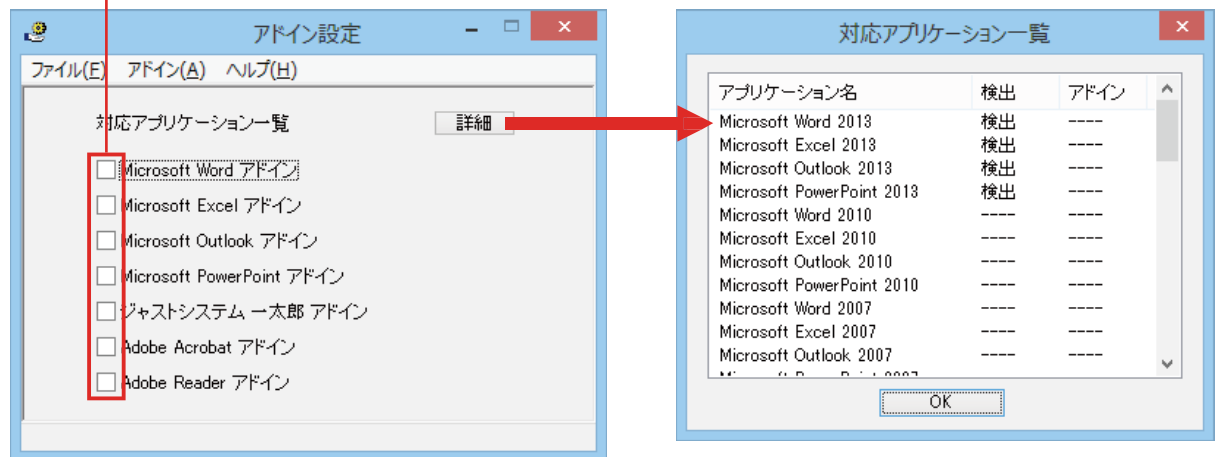 アドイン設定
ファイル(F) アドイン(A) ヘルプ(H)
対応アプリケーション一覧 詳細
Microsoft Word アドイン
Microsoft Excel アドイン
Microsoft Outlook アドイン
Microsoft PowerPoint アドイン
ジャストシステム 一太郎 アドイン
Adobe Acrobat アドイン
Adobe Reader アドイン
対応アプリケーション一覧
アプリケーション名 検出 アドイン
Microsoft Word 2013 検出 ----
Microsoft Excel 2013 検出 ----
Microsoft Outlook 2013 検出 ----
Microsoft PowerPoint 2013 検出 ----
Microsoft Word 2010 ---- ----
Microsoft Excel 2010 ---- ----
Microsoft Outlook 2010 ---- ----
Microsoft PowerPoint 2010 ---- ----
Microsoft Word 2007 ---- ----
Microsoft Excel 2007 ---- ----
Microsoft Outlook 2007 ---- ----
OK